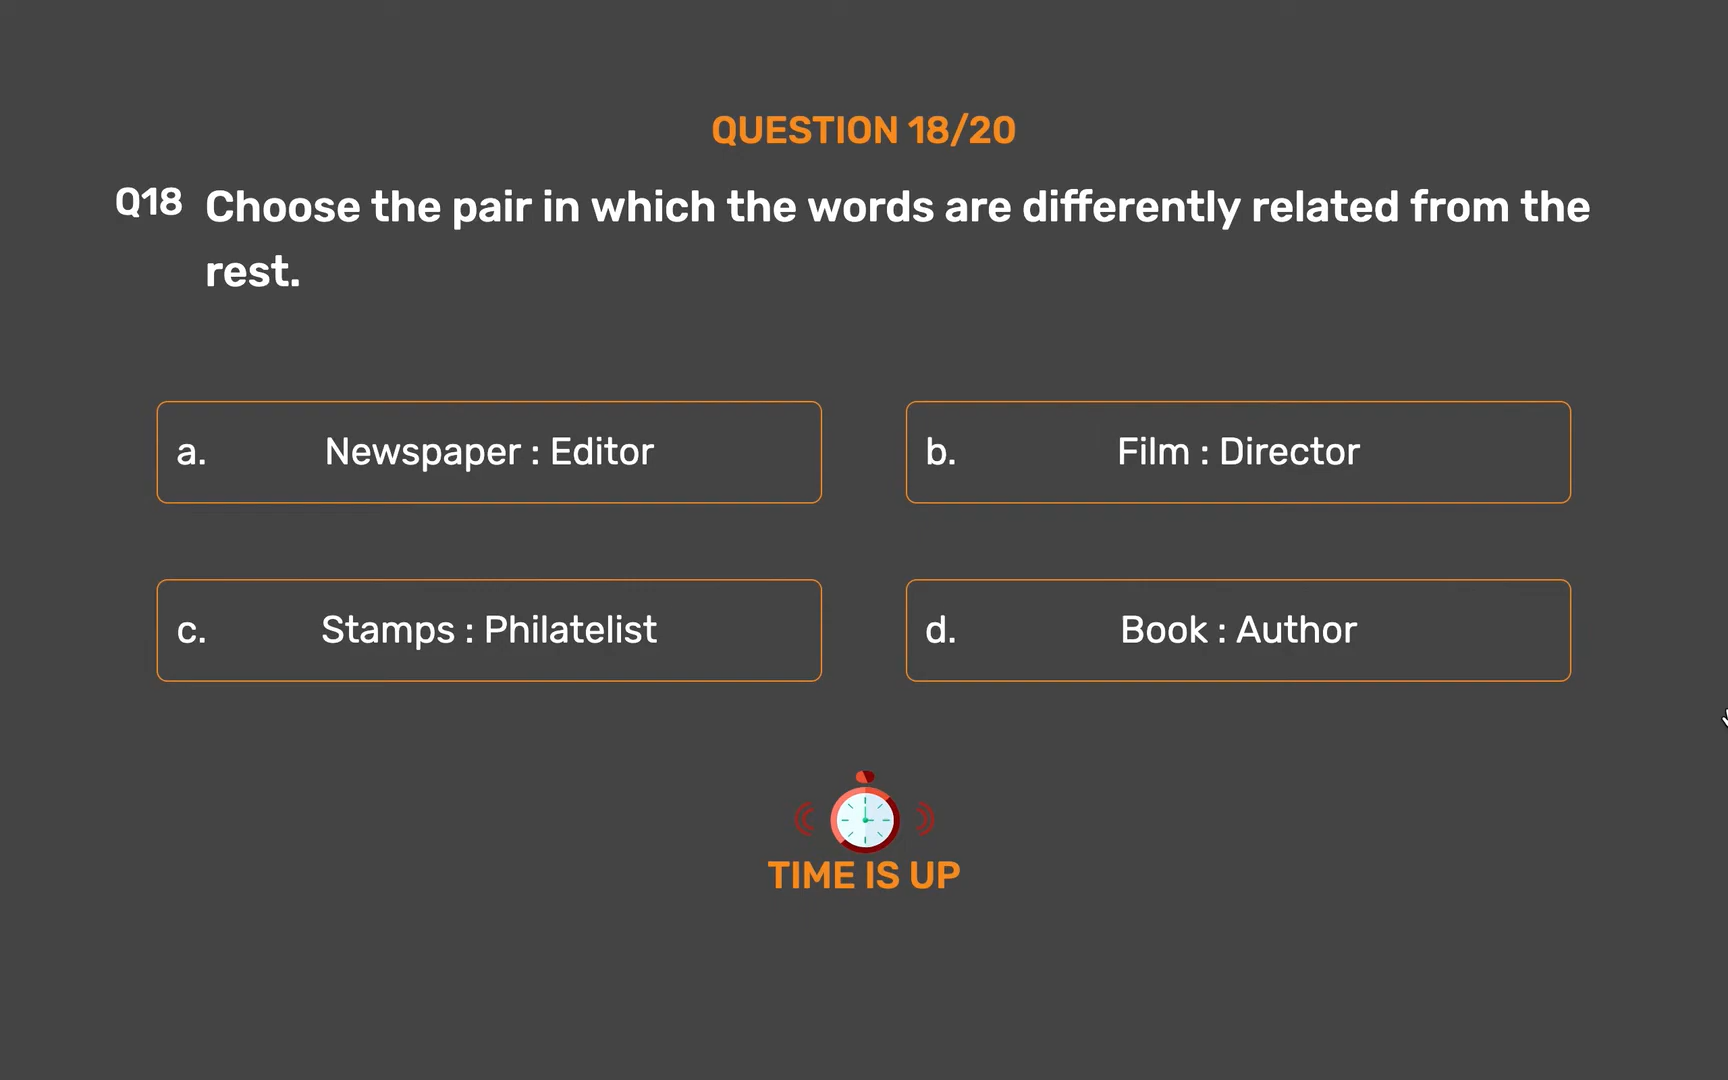 QUESTION 18/20
Q18 Choose the pair in which the words are differently related from the
rest.
a. Newspaper : Editor
b. Film : Director
c. Stamps : Philatelist
d. Book : Author
TIME IS UP